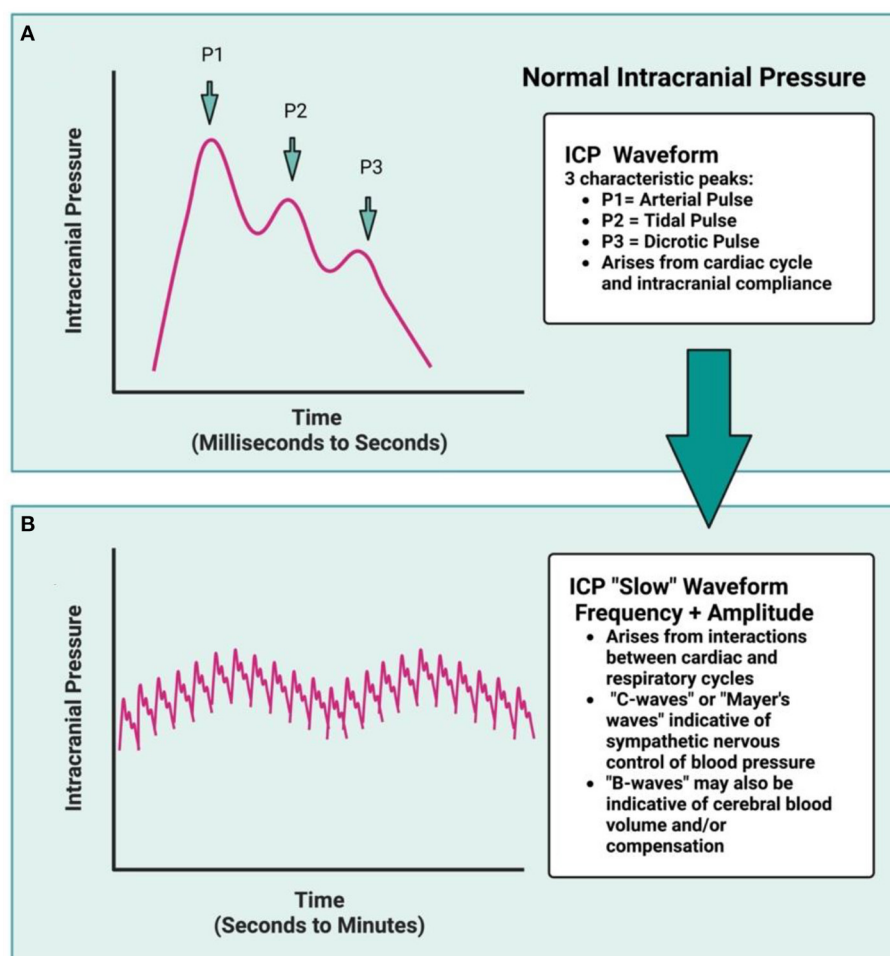 A
P1
P2
P3
Intracranial Pressure
Time
(Milliseconds to Seconds)
Normal Intracranial Pressure
ICP Waveform
3 characteristic peaks:
• P1= Arterial Pulse
• P2 = Tidal Pulse
• P3 = Dicrotic Pulse
• Arises from cardiac cycle
and intracranial compliance
B
Intracranial Pressure
Time
(Seconds to Minutes)
ICP "Slow" Waveform
Frequency + Amplitude
• Arises from interactions
between cardiac and
respiratory cycles
• "C-waves" or "Mayer's
waves" indicative of
sympathetic nervous
control of blood pressure
• "B-waves" may also be
indicative of cerebral blood
volume and/or
compensation